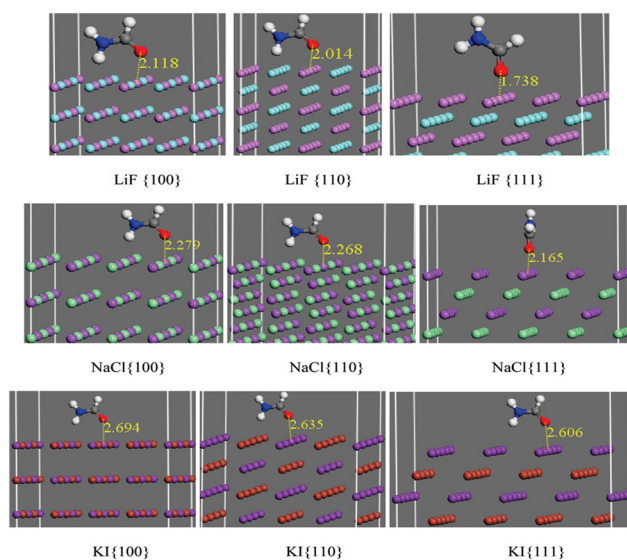 2.118
2.014
1.738
LiF {100}
LiF {110}
LiF {111}
2.279
2.268
2.165
NaCl{100}
NaCl{110}
NaCl{111}
2.694
2.635
2.606
KI{100}
KI{110}
KI{111}